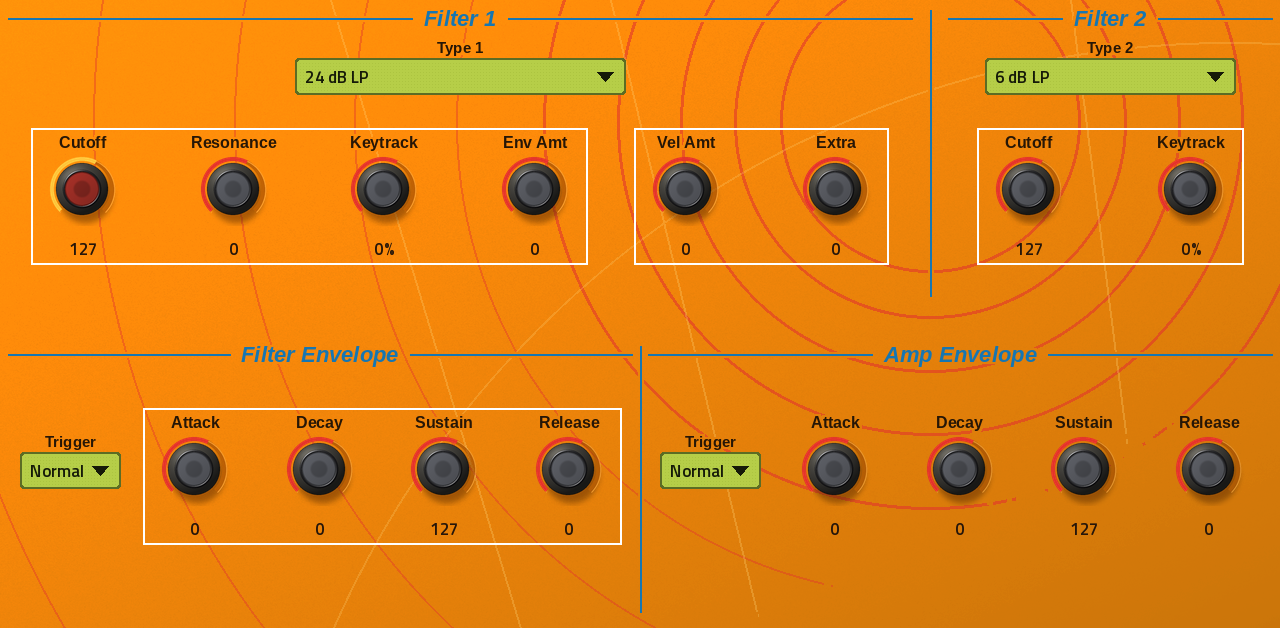 Filter 1
Filter 2
Type 1
Type 2
24 dB LP
6 dB LP
Cutoff Resonance Keytrack Env Amt Vel Amt Extra Cutoff Keytrack
127 0 0% 0 0 0 127 0%
Filter Envelope
Amp Envelope
Attack Decay Sustain Release
Trigger
Normal
0 0 127 0
Attack Decay Sustain Release
Trigger
Normal
0 0 127 0